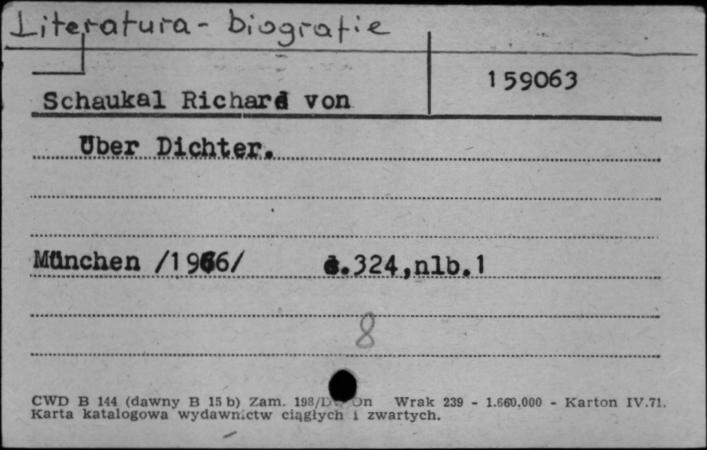 Literatura - biografie
159063
Schaukal Richard von
Über Dichter.
München /1966/ s.324,nlb.1
8
CWD B 144 (dawny B 15 b) Zam. 198/D On Wrak 239 - 1.660.000 - Karton IV.71.
Karta katalogowa wydawnictw ciągłych i zwartych.